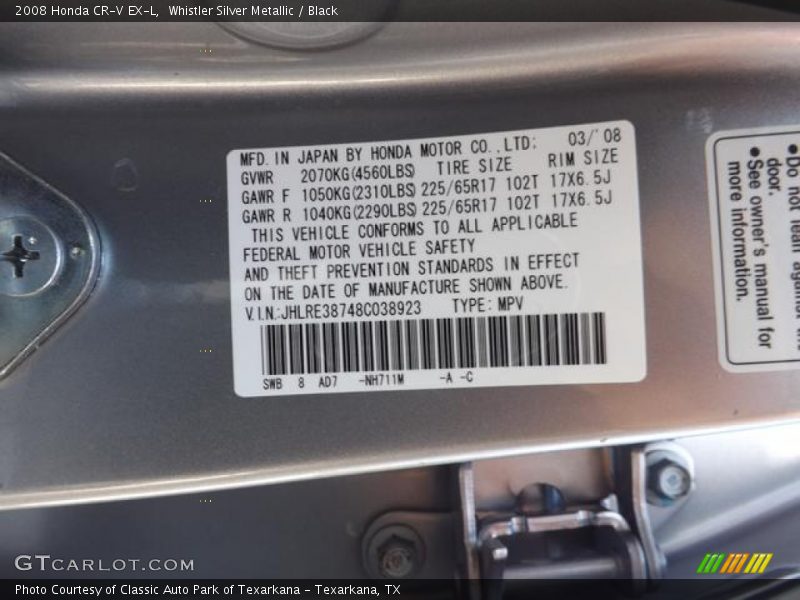 2008 Honda CR-V EX-L,  Whistler Silver Metallic / Black
MFD. IN JAPAN BY HONDA MOTOR CO., LTD: 03/'08
GVWR 2070KG(4560LBS) TIRE SIZE RIM SIZE
GAWR F 1050KG(2310LBS) 225/65R17 102T 17X6.5J
GAWR R 1040KG(2290LBS) 225/65R17 102T 17X6.5J
THIS VEHICLE CONFORMS TO ALL APPLICABLE
FEDERAL MOTOR VEHICLE SAFETY
AND THEFT PREVENTION STANDARDS IN EFFECT
ON THE DATE OF MANUFACTURE SHOWN ABOVE.
V.I.N.:JHLRE38748C038923 TYPE: MPV
SWB 8 AD7 -NH711M -A -C
•Do not lean against
door.
•See owner's manual for
more information.
GTCARLOT.COM
Photo Courtesy of Classic Auto Park of Texarkana - Texarkana, TX